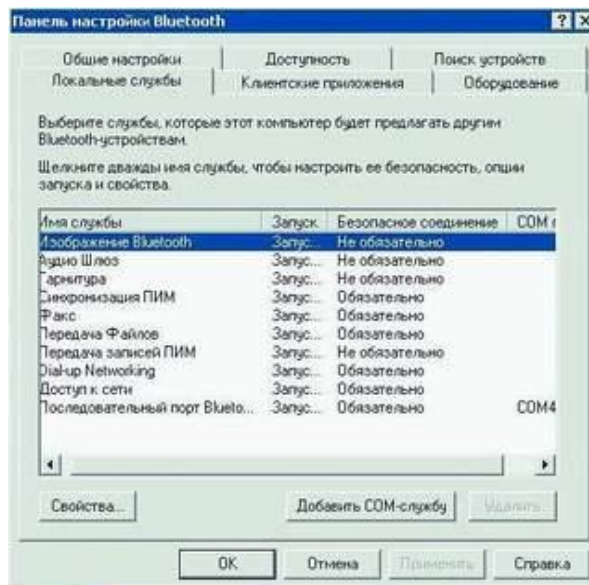 Панель настройки Bluetooth
Общие настройки Доступность Поиск устройств
Локальные службы Клиентские приложения Оборудование
Выберите службы, которые этот компьютер будет предлагать другим
Bluetooth-устройствам.
Щелкните дважды имя службы, чтобы настроить ее безопасность, опции
запуска и свойства.
Имя службы Запуск Безопасное соединение COM п
Изображение Bluetooth Запус... Не обязательно
Аудио Шлюз Запус... Не обязательно
Гарнитура Запус... Не обязательно
Синхронизация ПИМ Запус... Обязательно
Факс Запус... Обязательно
Передача Файлов Запус... Обязательно
Передача записей ПИМ Запус... Не обязательно
Dial-up Networking Запус... Обязательно
Доступ к сети Запус... Обязательно
Последовательный порт Blueto... Запус... Обязательно COM4
Свойства... Добавить COM-службу Удалить
OK Отмена Применить Справка